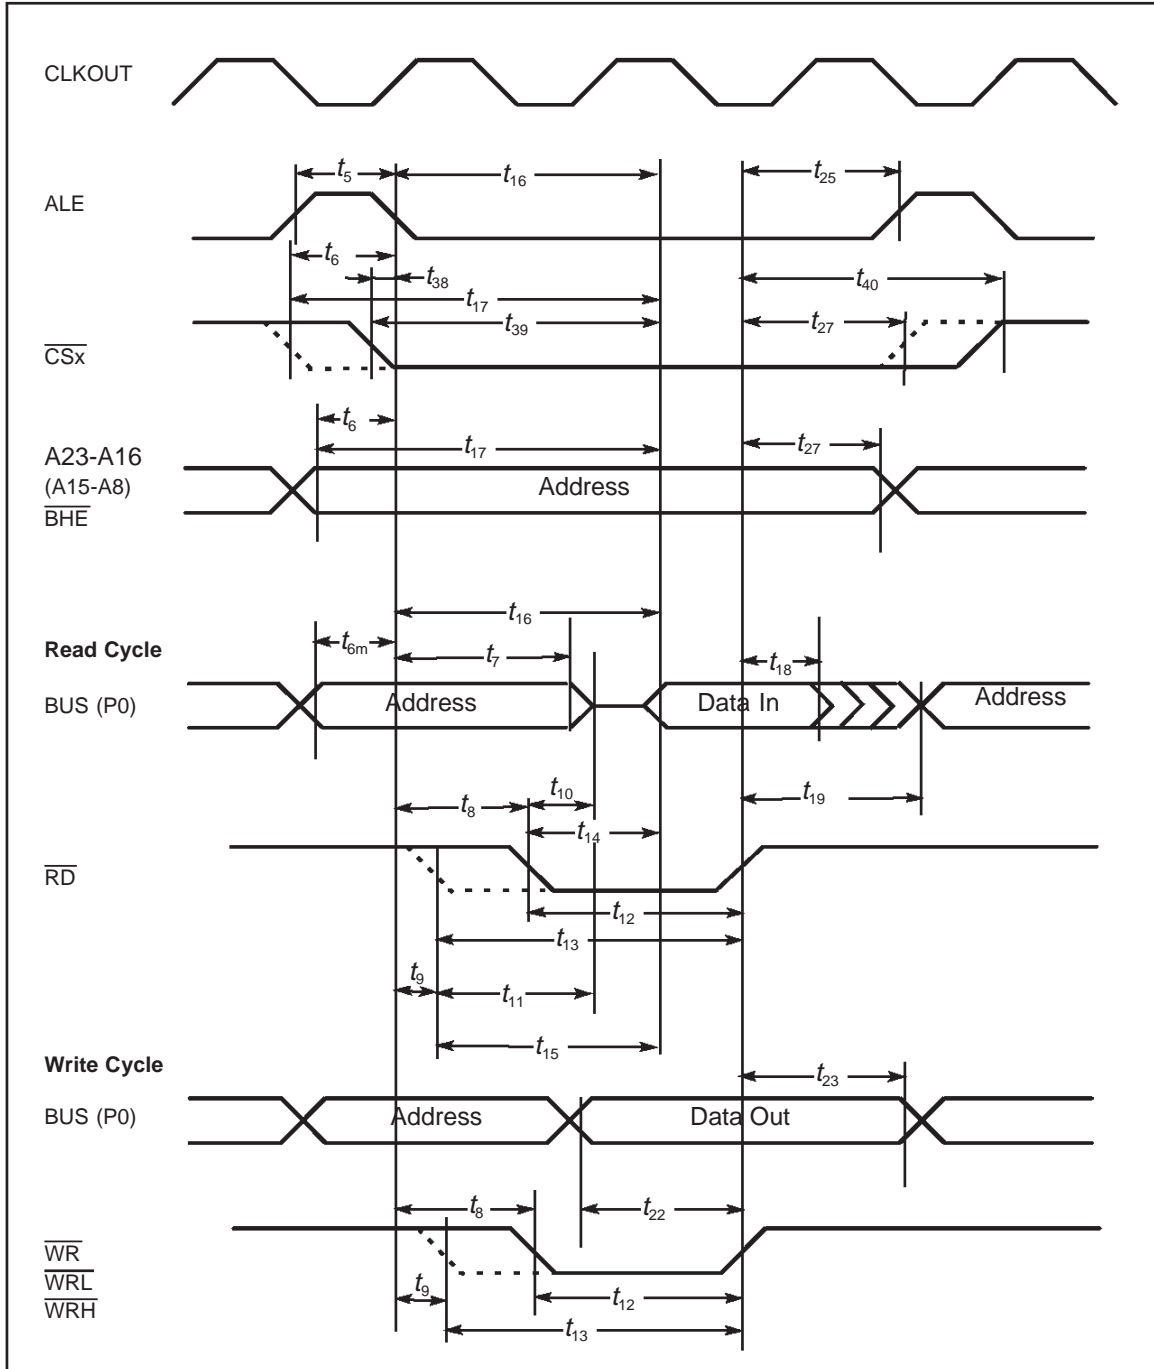 CLKOUT
t5
t16
t25
ALE
t6
t38
t40
t17
t39
t27
CSx
t6
t17
t27
A23-A16
(A15-A8)
Address
BHE
t16
Read Cycle
t6m
t7
t18
BUS (P0)
Address
Data In
Address
t10
t8
t19
t14
RD
t12
t13
t9
t11
t15
Write Cycle
t23
BUS (P0)
Address
Data Out
t8
t22
WR
WRL
t9
WRH
t12
t13